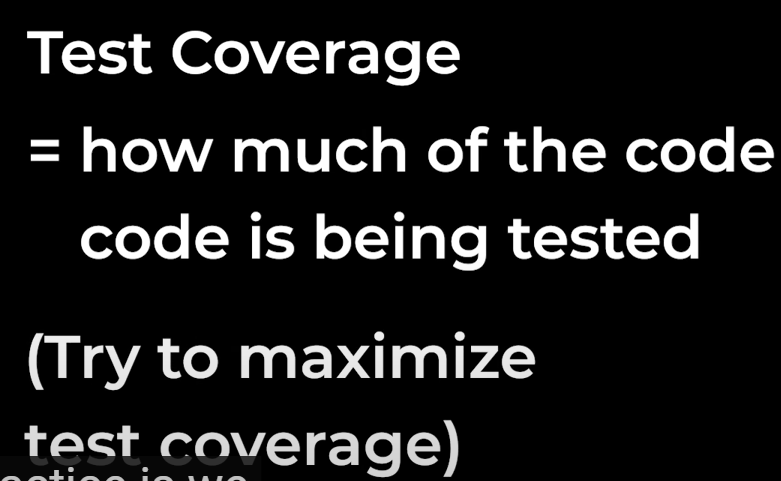 Test Coverage
= how much of the code
code is being tested
(Try to maximize
test coverage)